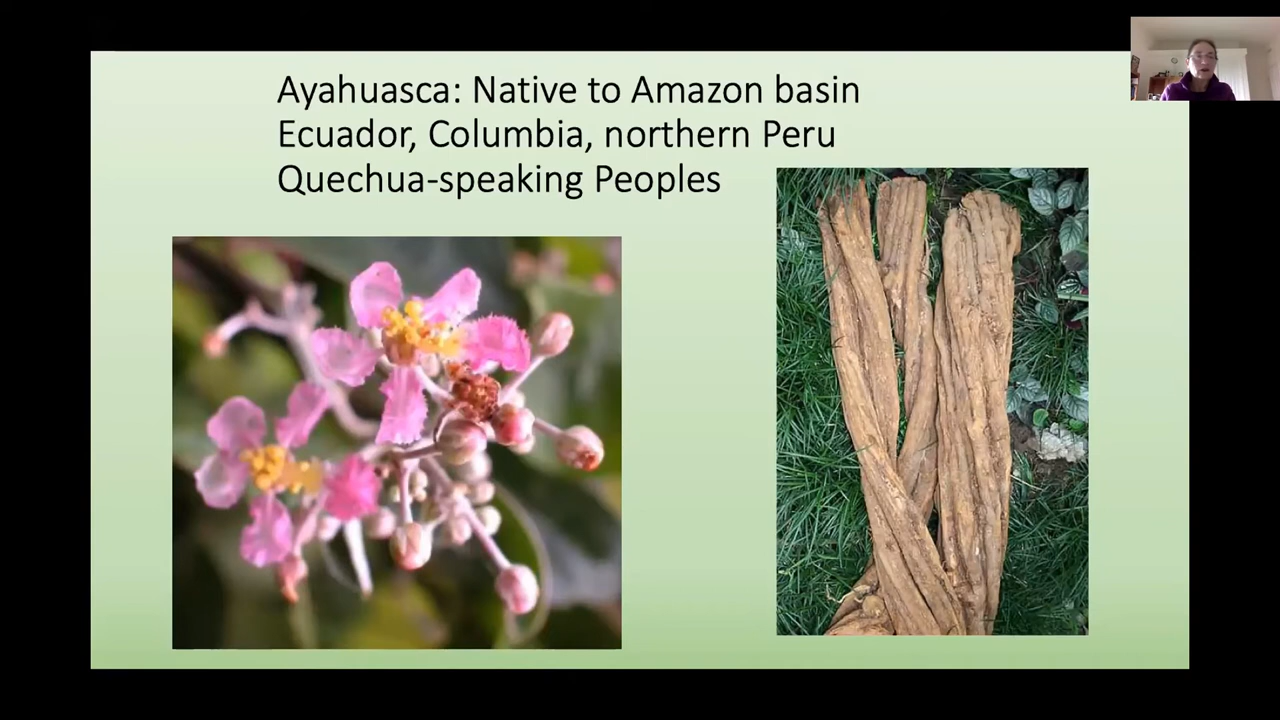 Ayahuasca: Native to Amazon basin
Ecuador, Columbia, northern Peru
Quechua-speaking Peoples